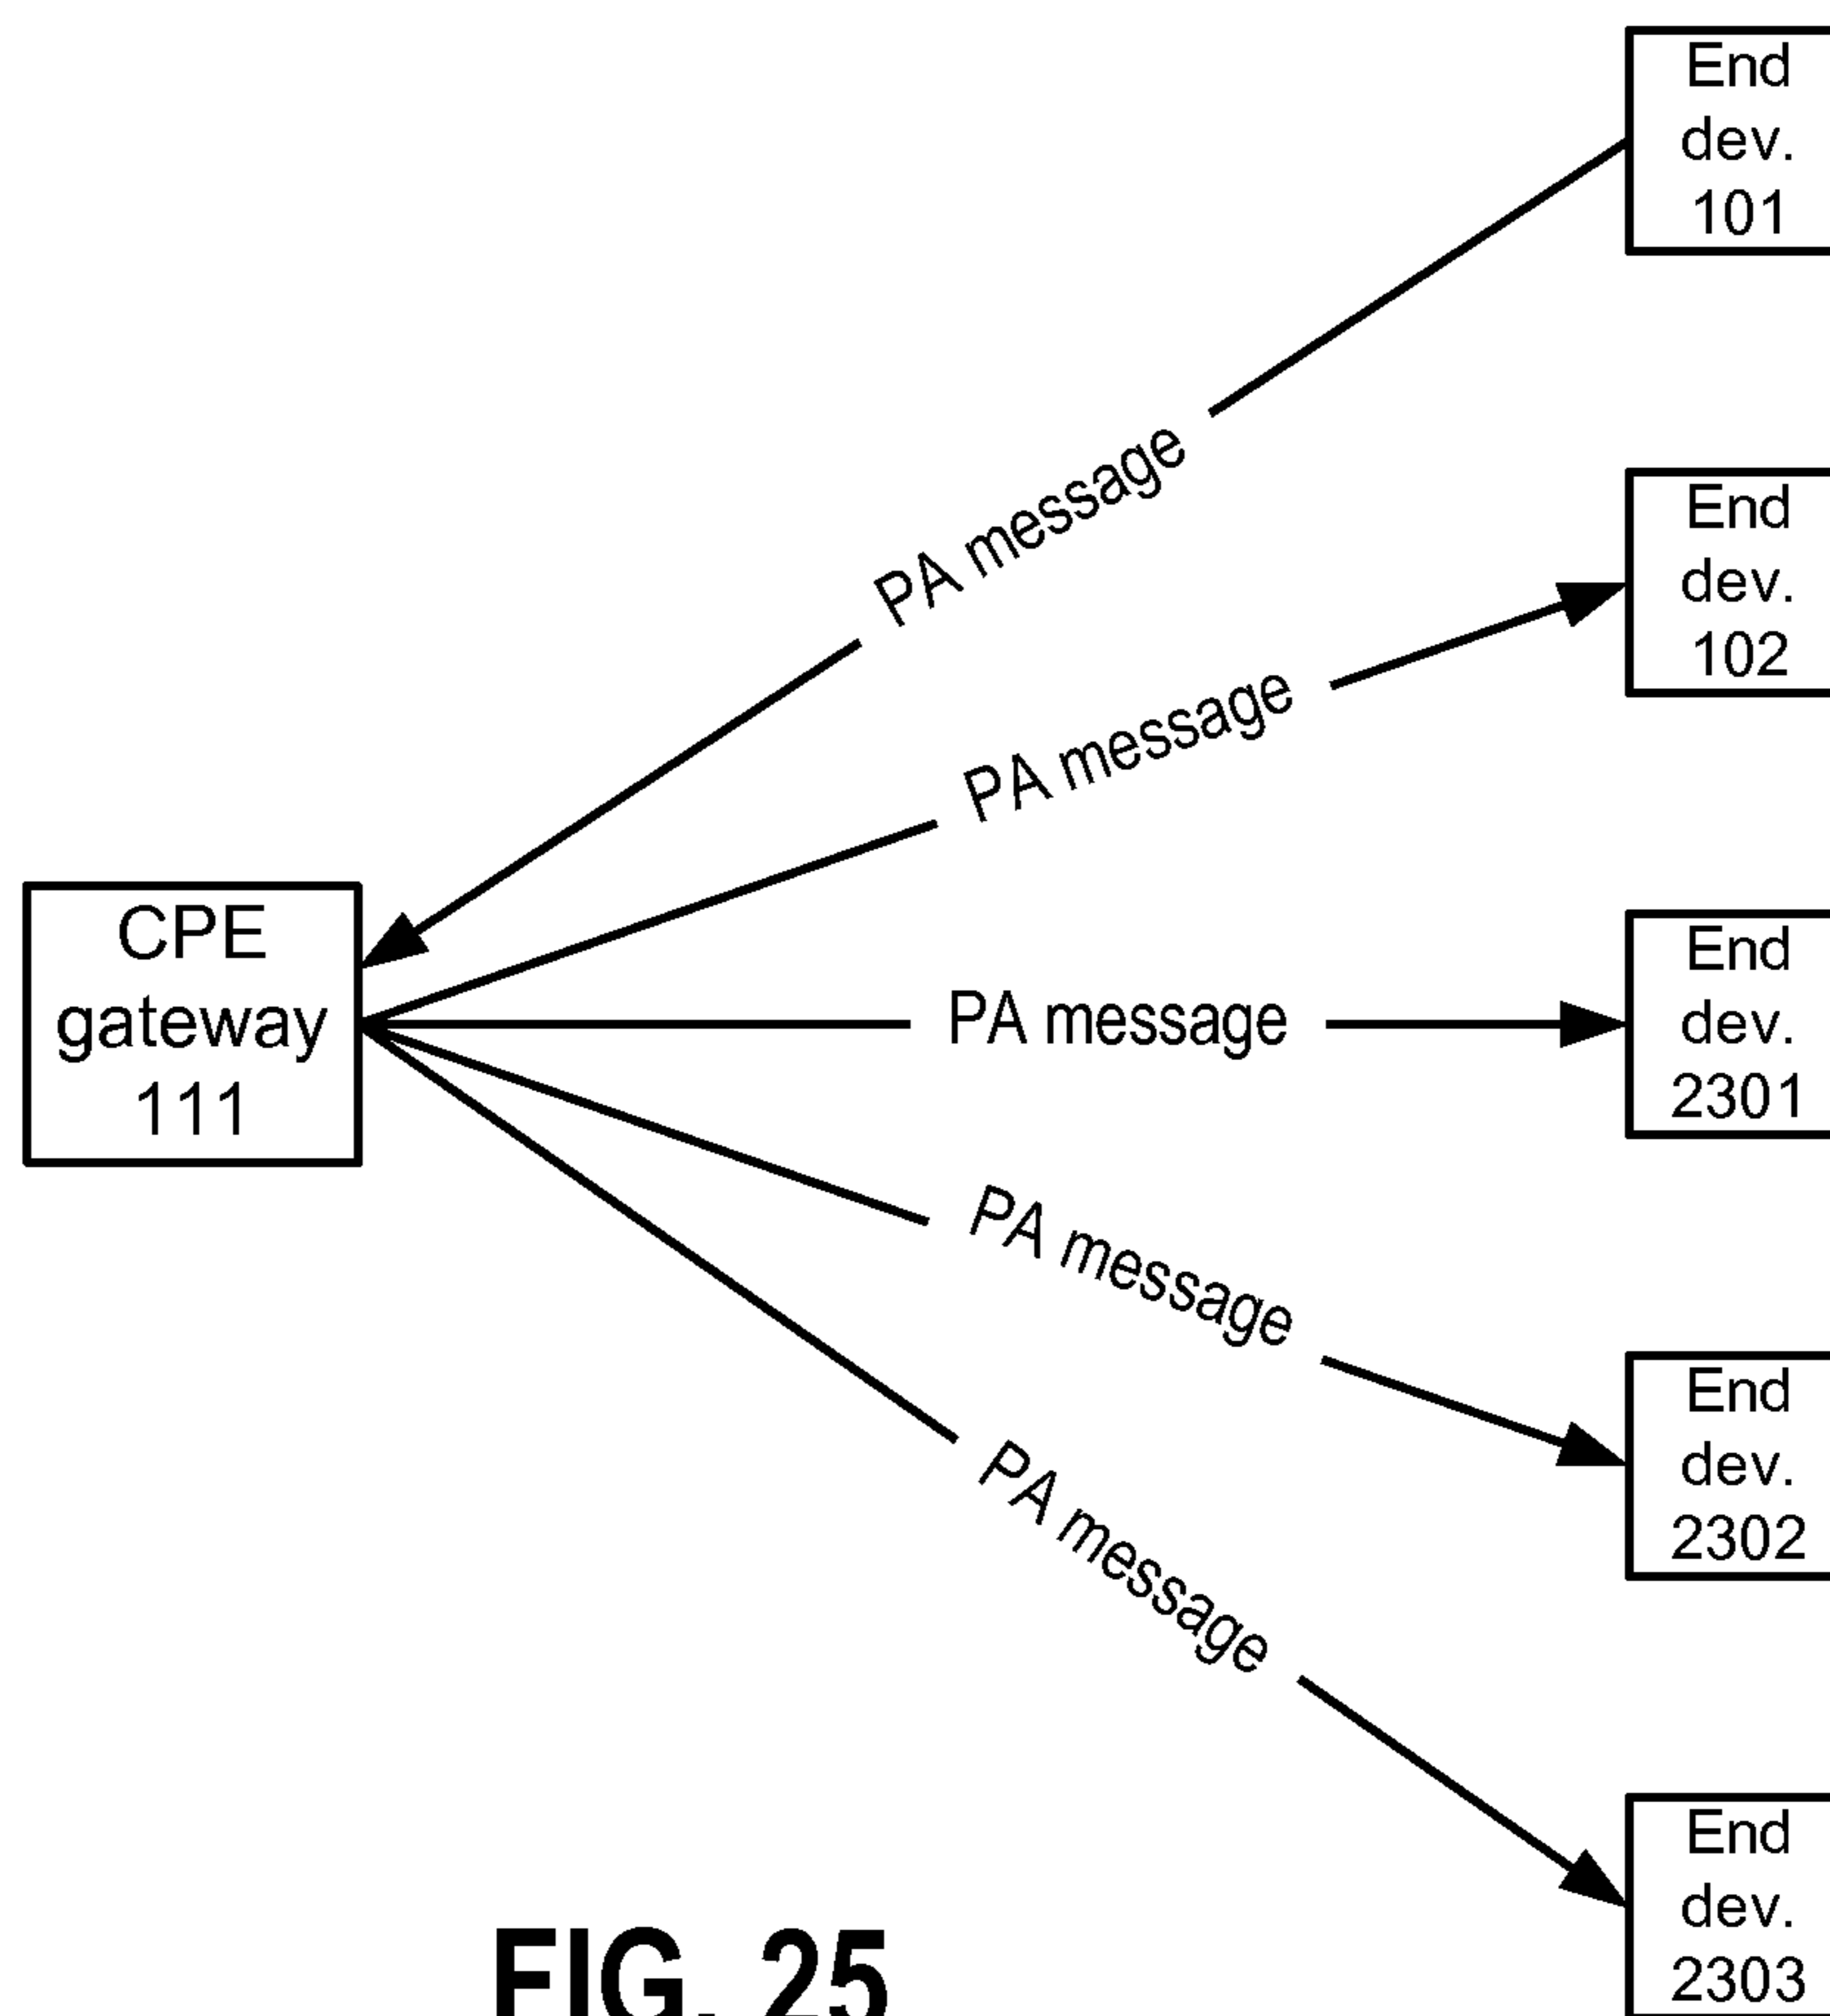 End
dev.
101
PA message
End
dev.
102
PA message
CPE
gateway
111
End
dev.
2301
PA message
PA message
End
dev.
2302
PA message
End
dev.
2303
FIG. 25